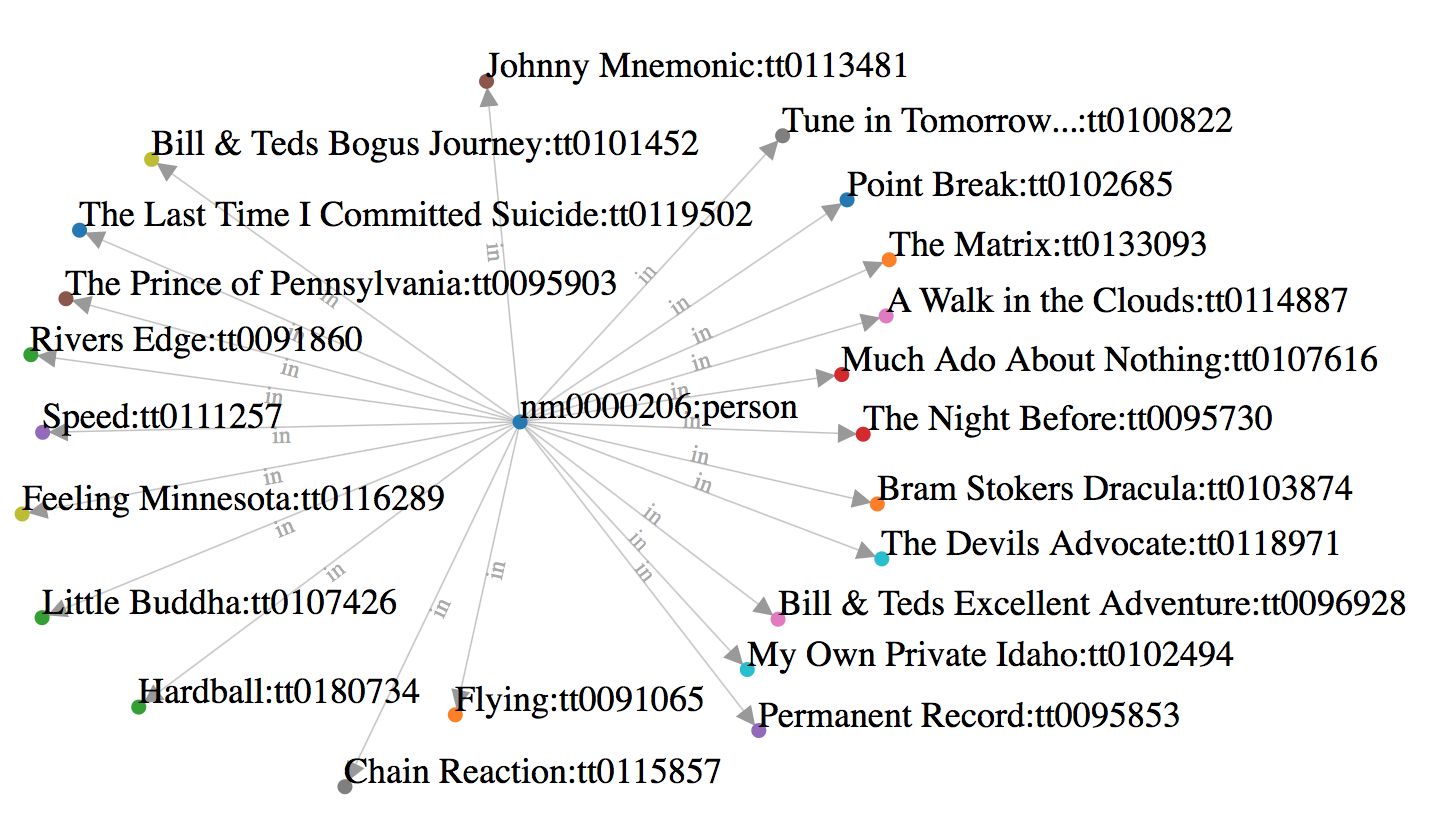 Johnny Mnemonic:tt0113481
Tune in Tomorrow...:tt0100822
Bill & Teds Bogus Journey:tt0101452
Point Break:tt0102685
The Last Time I Committed Suicide:tt0119502
The Matrix:tt0133093
in
in
The Prince of Pennsylvania:tt0095903
in
A Walk in the Clouds:tt0114887
in
in
in
Rivers Edge:tt0091860
in
Much Ado About Nothing:tt0107616
in
in
in
nm0000206:person
Speed:tt0111257
in
The Night Before:tt0095730
in
in
in
in
Bram Stokers Dracula:tt0103874
Feeling Minnesota:tt0116289
in
in
in
The Devils Advocate:tt0118971
in
in
in
Little Buddha:tt0107426
in
Bill & Teds Excellent Adventure:tt0096928
My Own Private Idaho:tt0102494
Hardball:tt0180734
Flying:tt0091065
Permanent Record:tt0095853
Chain Reaction:tt0115857